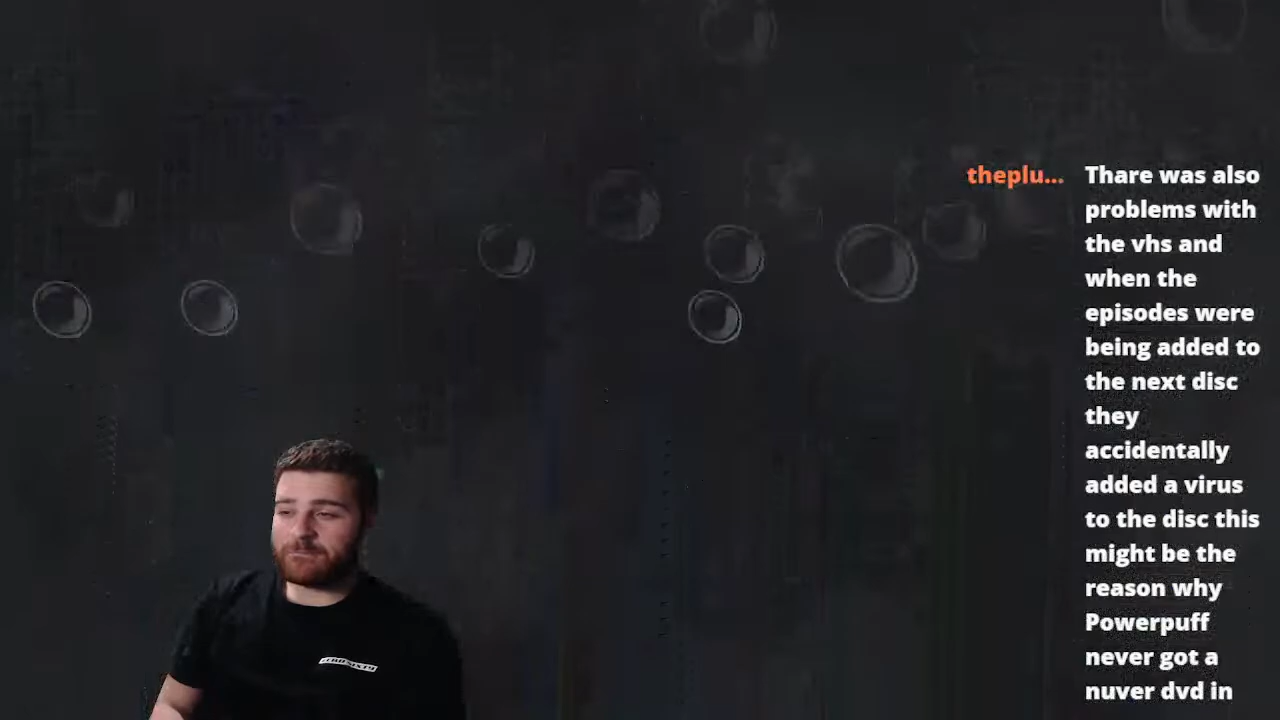 theplu... Thare was also
problems with
the vhs and
when the
episodes were
being added to
the next disc
they
accidentally
added a virus
to the disc this
might be the
reason why
Powerpuff
never got a
nuver dvd in